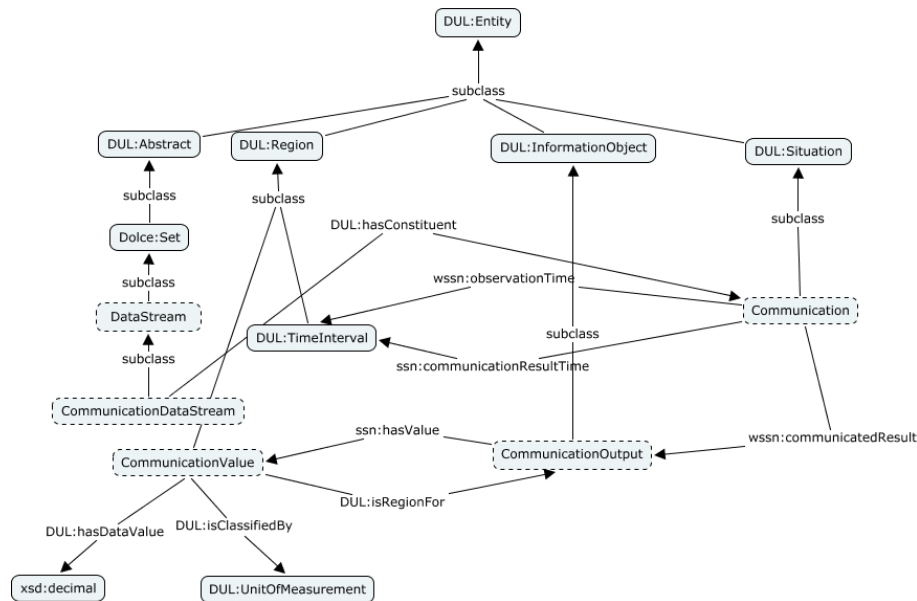 DUL:Entity
subclass
DUL:Abstract
DUL:Region
DUL:InformationObject
DUL:Situation
subclass
subclass
subclass
DUL:hasConstituent
Dolce:Set
subclass
wssn:observationTime
DataStream
Communication
DUL:TimeInterval
subclass
subclass
ssn:communicationResultTime
CommunicationDataStream
ssn:hasValue
wssn:communicatedResult
CommunicationValue
CommunicationOutput
DUL:isRegionFor
DUL:hasDataValue
DUL:isClassifiedBy
xsd:decimal
DUL:UnitOfMeasurement